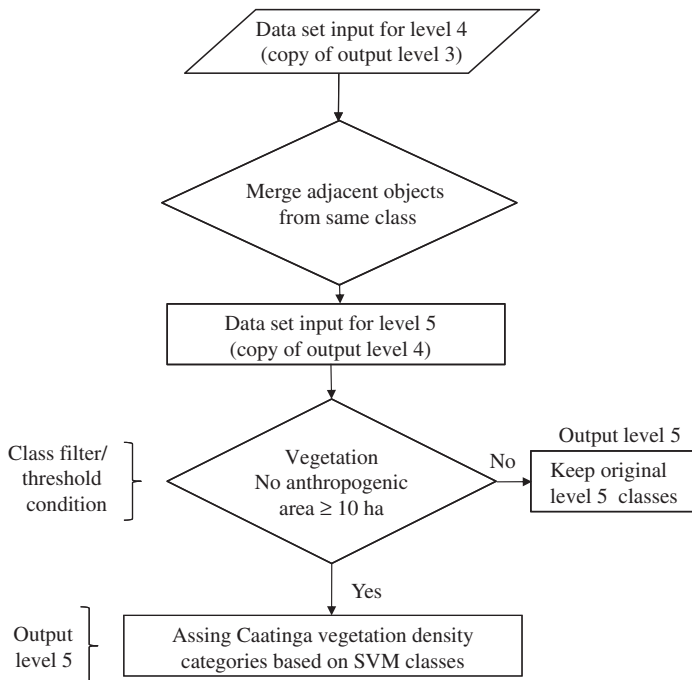 Data set input for level 4
(copy of output level 3)
Merge adjacent objects
from same class
Data set input for level 5
(copy of output level 4)
Class filter/
threshold
condition
Vegetation
No anthropogenic
area ≥ 10 ha
No
Output level 5
Keep original
level 5 classes
Yes
Output
level 5
Assing Caatinga vegetation density
categories based on SVM classes